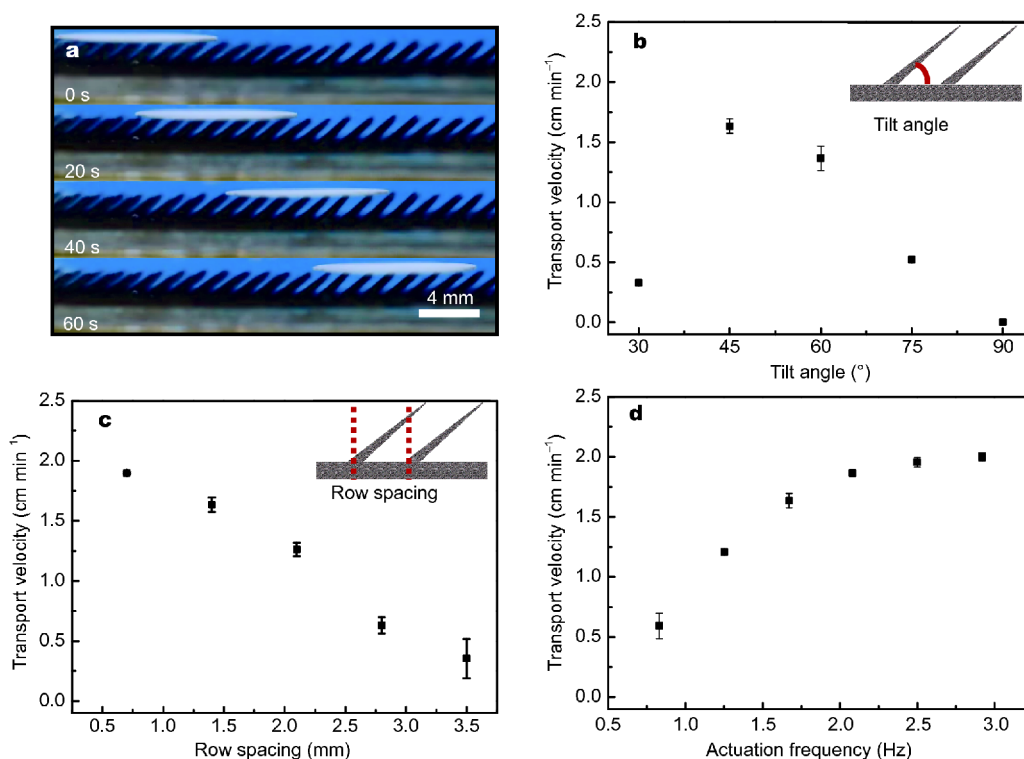 a
0 s
20 s
40 s
60 s
4 mm
b
2.5
2.0
1.5
1.0
0.5
0.0
Transport velocity (cm min⁻¹)
Tilt angle
30 45 60 75 90
Tilt angle (°)
c
2.5
2.0
1.5
1.0
0.5
0.0
Transport velocity (cm min⁻¹)
Row spacing
0.5 1.0 1.5 2.0 2.5 3.0 3.5
Row spacing (mm)
d
2.5
2.0
1.5
1.0
0.5
0.0
Transport velocity (cm min⁻¹)
0.5 1.0 1.5 2.0 2.5 3.0
Actuation frequency (Hz)